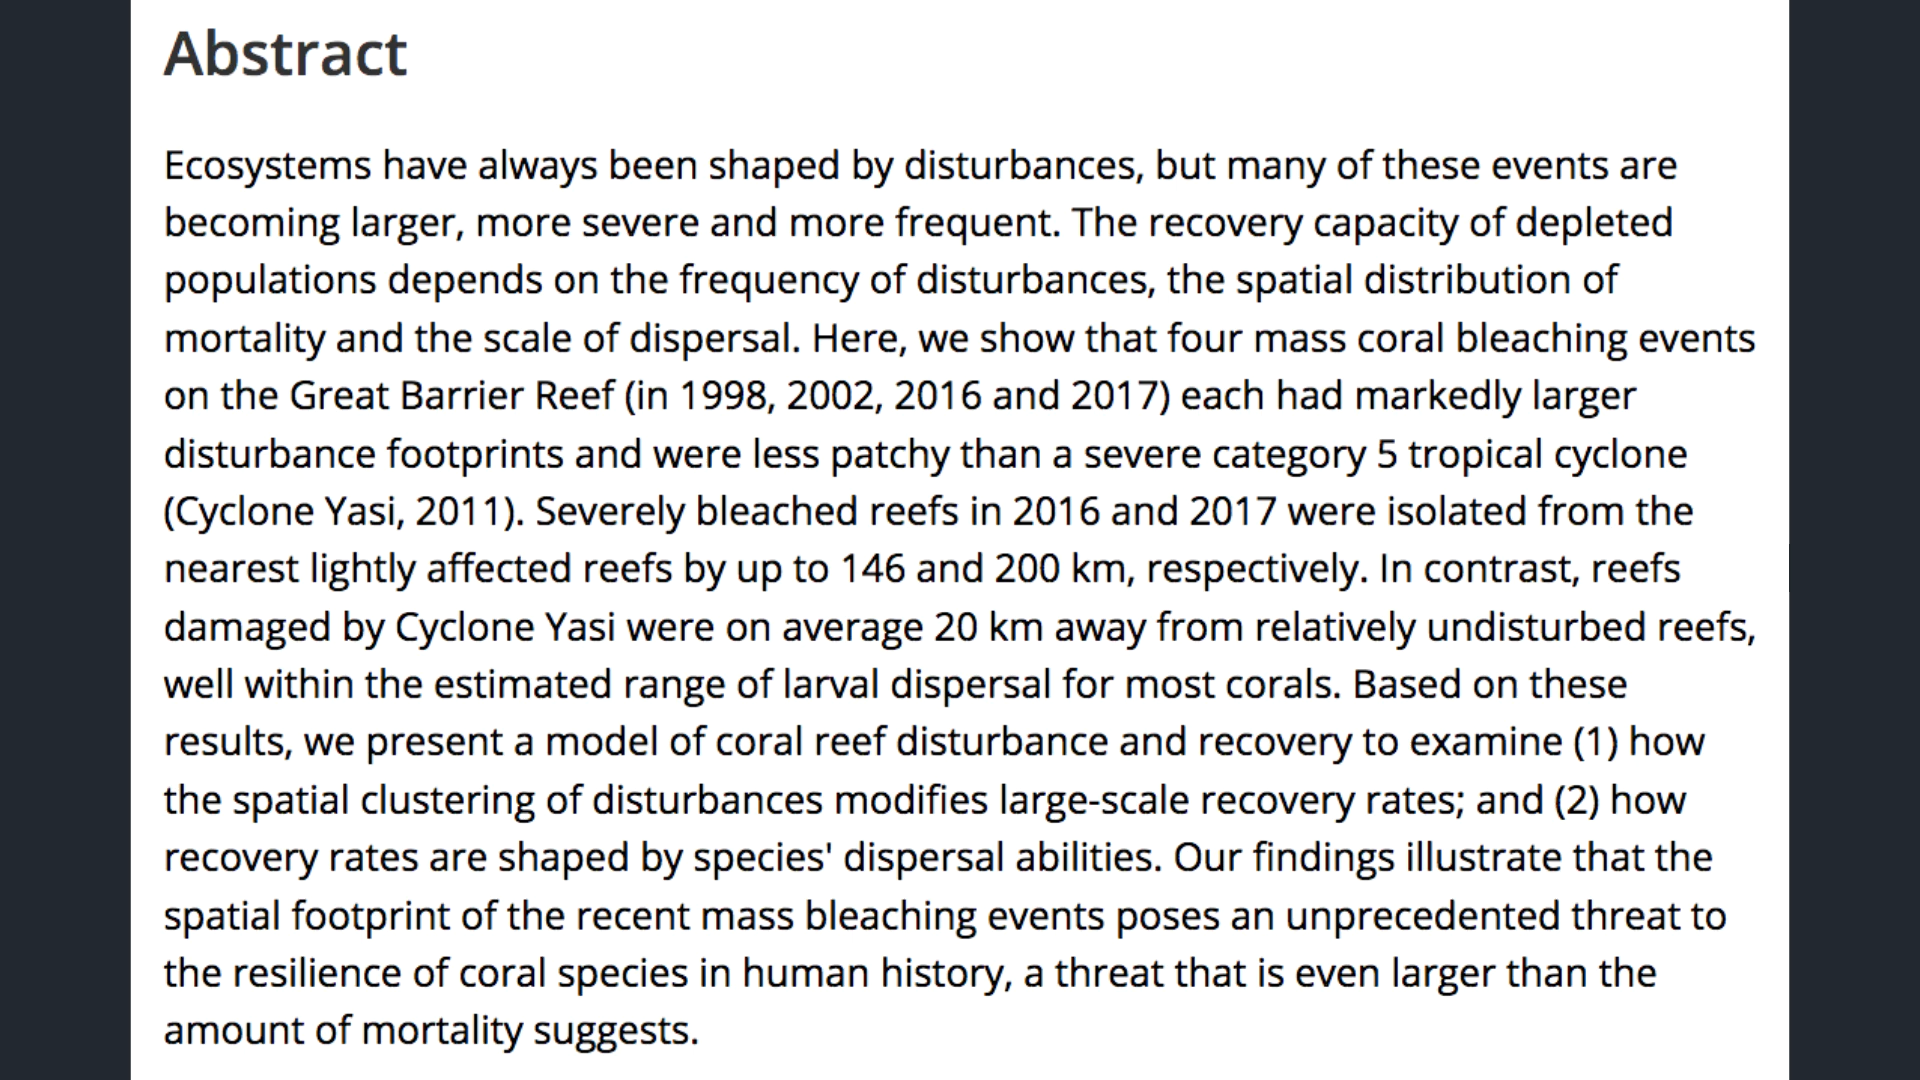 Abstract
Ecosystems have always been shaped by disturbances, but many of these events are
becoming larger, more severe and more frequent. The recovery capacity of depleted
populations depends on the frequency of disturbances, the spatial distribution of
mortality and the scale of dispersal. Here, we show that four mass coral bleaching events
on the Great Barrier Reef (in 1998, 2002, 2016 and 2017) each had markedly larger
disturbance footprints and were less patchy than a severe category 5 tropical cyclone
(Cyclone Yasi, 2011). Severely bleached reefs in 2016 and 2017 were isolated from the
nearest lightly affected reefs by up to 146 and 200 km, respectively. In contrast, reefs
damaged by Cyclone Yasi were on average 20 km away from relatively undisturbed reefs,
well within the estimated range of larval dispersal for most corals. Based on these
results, we present a model of coral reef disturbance and recovery to examine (1) how
the spatial clustering of disturbances modifies large-scale recovery rates; and (2) how
recovery rates are shaped by species' dispersal abilities. Our findings illustrate that the
spatial footprint of the recent mass bleaching events poses an unprecedented threat to
the resilience of coral species in human history, a threat that is even larger than the
amount of mortality suggests.